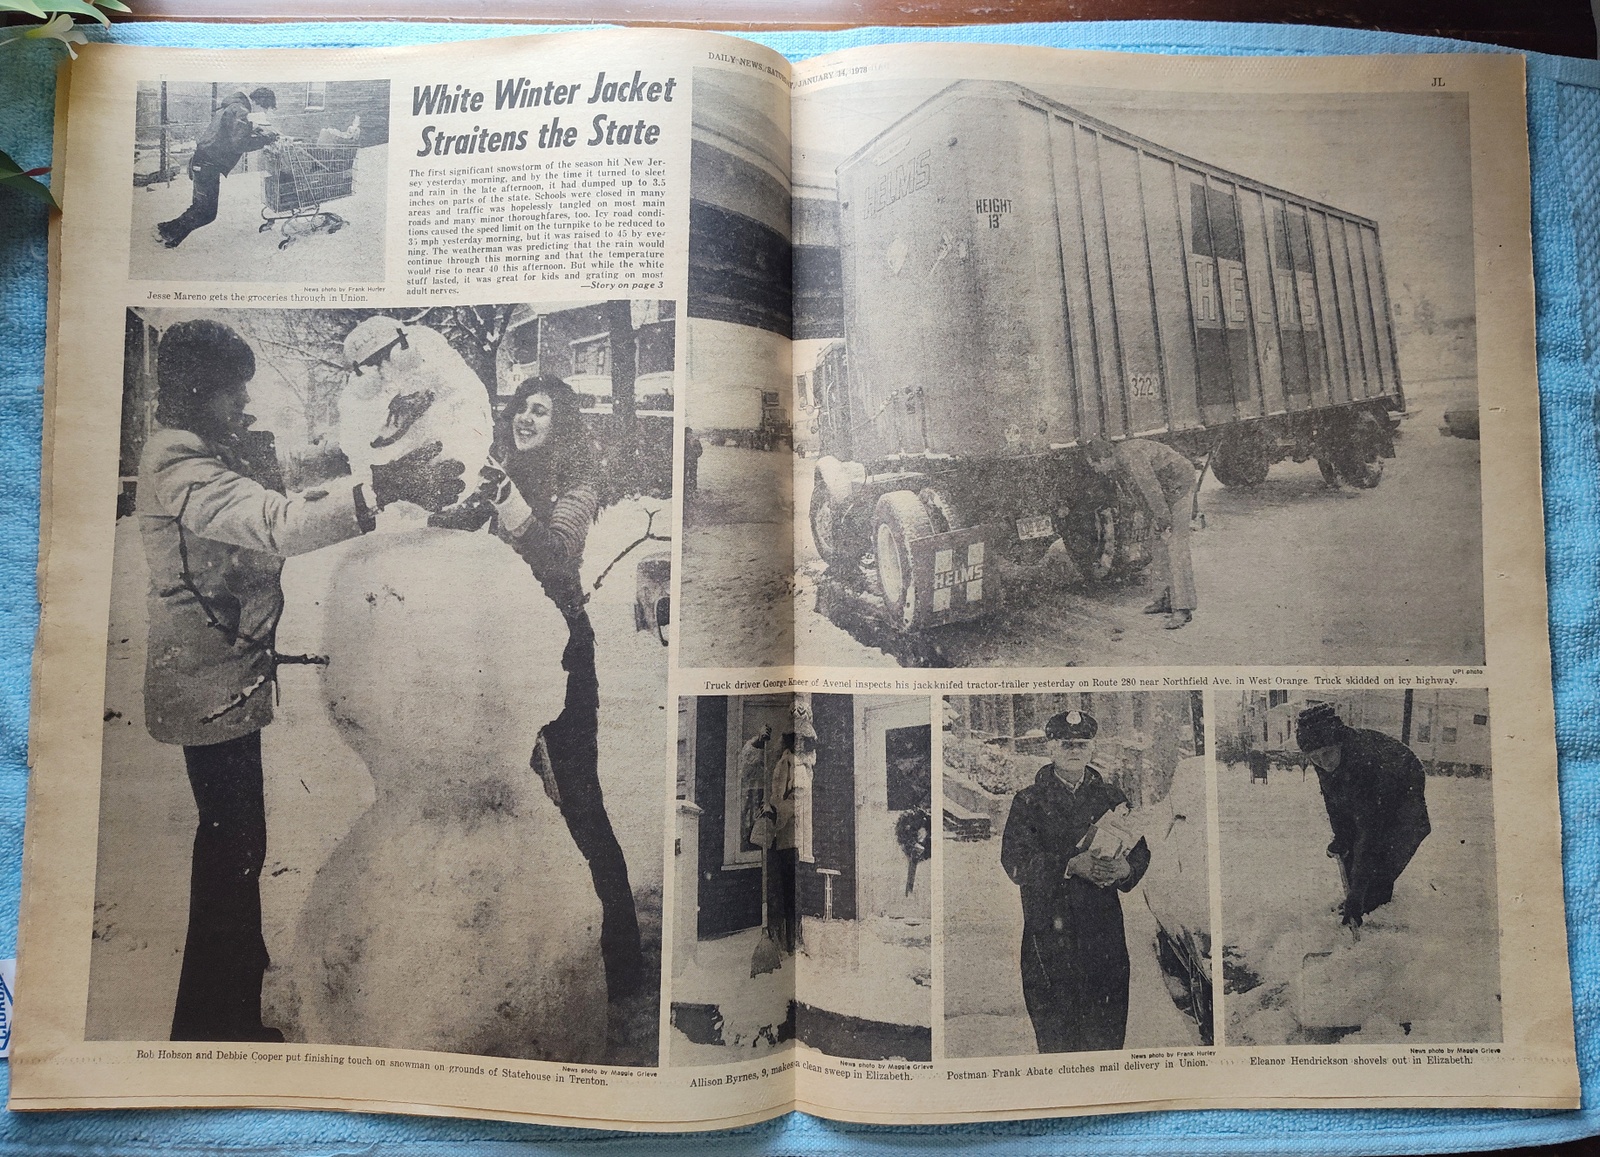 DAILY NEWS, SATURDAY, JANUARY 14, 1978
JL
White Winter Jacket
Straitens the State
The first significant snowstorm of the season hit New Jer-
sey yesterday morning, and by the time it turned to sleet
and rain in the late afternoon, it had dumped up to 3.5
inches on parts of the state. Schools were closed in many
areas and traffic was hopelessly tangled on most main
roads and many minor thoroughfares, too. Icy road condi-
tions caused the speed limit on the turnpike to be reduced to
35 mph yesterday morning, but it was raised to 45 by eve-
ning. The weatherman was predicting that the rain would
continue through this morning and that the temperature
would rise to near 40 this afternoon. But while the white
stuff lasted, it was great for kids and grating on most
adult nerves.
—Story on page 3
News photo by Frank Hurley
Jesse Mareno gets the groceries through in Union.
HELMS
HEIGHT
13'
HELMS
322
HELMS
UPI photo
Truck driver George Kneer of Avenel inspects his jackknifed tractor-trailer yesterday on Route 280 near Northfield Ave. in West Orange. Truck skidded on icy highway.
News photo by Maggie Grieve
Rob Hobson and Debbie Cooper put finishing touch on snowman on grounds of Statehouse in Trenton.
News photo by Maggie Grieve
Allison Byrnes, 9, makes a clean sweep in Elizabeth.
News photo by Frank Hurley
Postman Frank Abate clutches mail delivery in Union.
News photo by Maggie Grieve
Eleanor Hendrickson shovels out in Elizabeth.